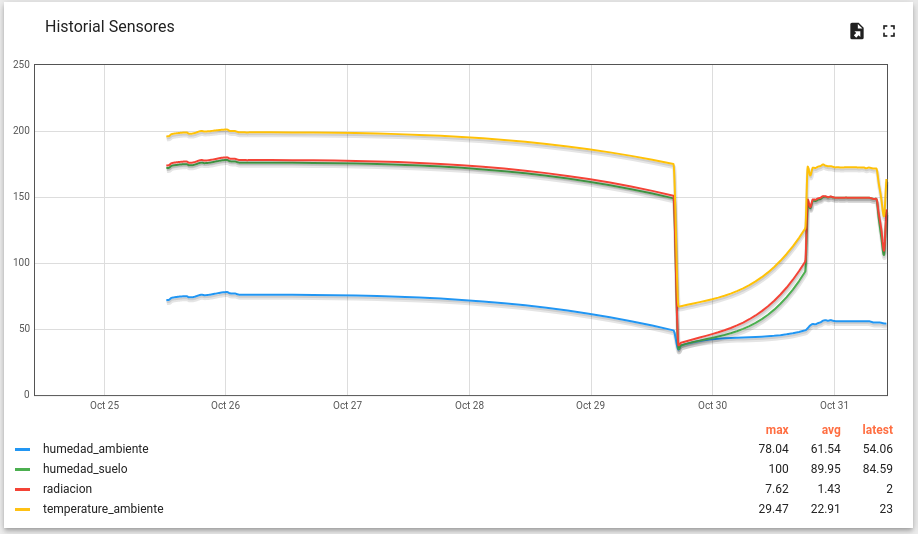 Historial Sensores
250
200
150
100
50
0
Oct 25 Oct 26 Oct 27 Oct 28 Oct 29 Oct 30 Oct 31
max avg latest
humedad_ambiente 78.04 61.54 54.06
humedad_suelo 100 89.95 84.59
radiacion 7.62 1.43 2
temperature_ambiente 29.47 22.91 23